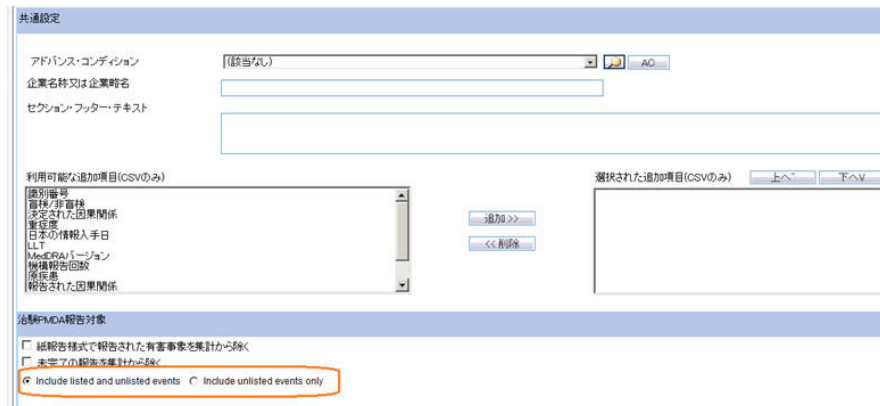 共通設定
アドバンス・コンディション (該当なし) AC
企業名称又は企業略名
セクション・フッター・テキスト
利用可能な追加項目(CSVのみ) 選択された追加項目(CSVのみ) 上へ^ 下へv
識別番号
盲検/非盲検
決定された因果関係
重症度
日本の情報入手日
LLT
MedDRAバージョン
機構報告回数
原疾患
報告された因果関係
追加 >>
<< 削除
治験PMDA報告対象
紙報告様式で報告された有害事象を集計から除く
未完了の報告を集計から除く
Include listed and unlisted events Include unlisted events only